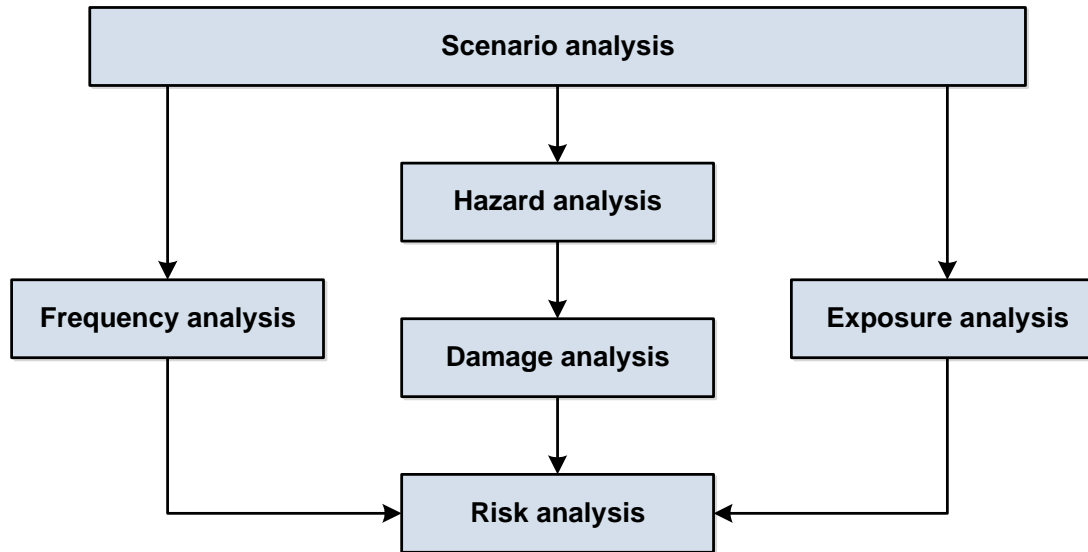 Scenario analysis
Hazard analysis
Frequency analysis
Exposure analysis
Damage analysis
Risk analysis